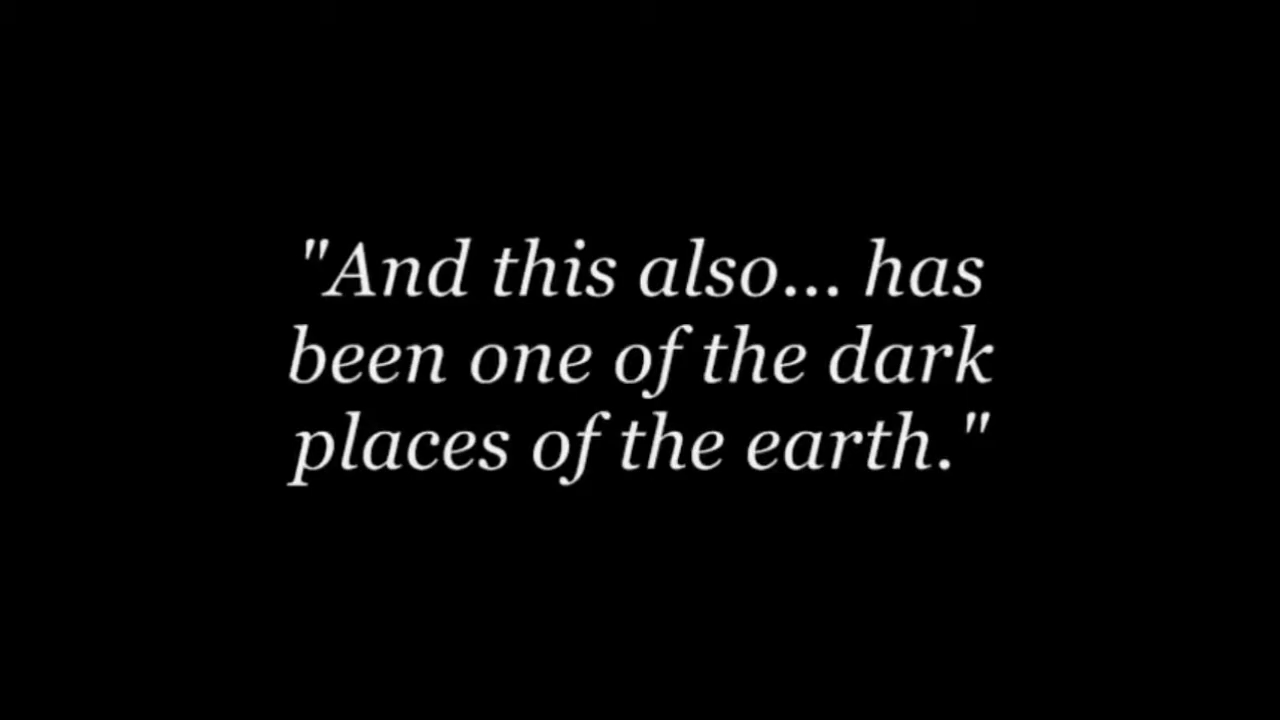 "And this also... has
been one of the dark
places of the earth."